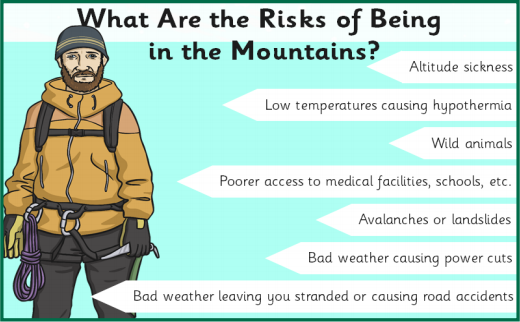 What Are the Risks of Being
in the Mountains?
Altitude sickness
Low temperatures causing hypothermia
Wild animals
Poorer access to medical facilities, schools, etc.
Avalanches or landslides
Bad weather causing power cuts
Bad weather leaving you stranded or causing road accidents